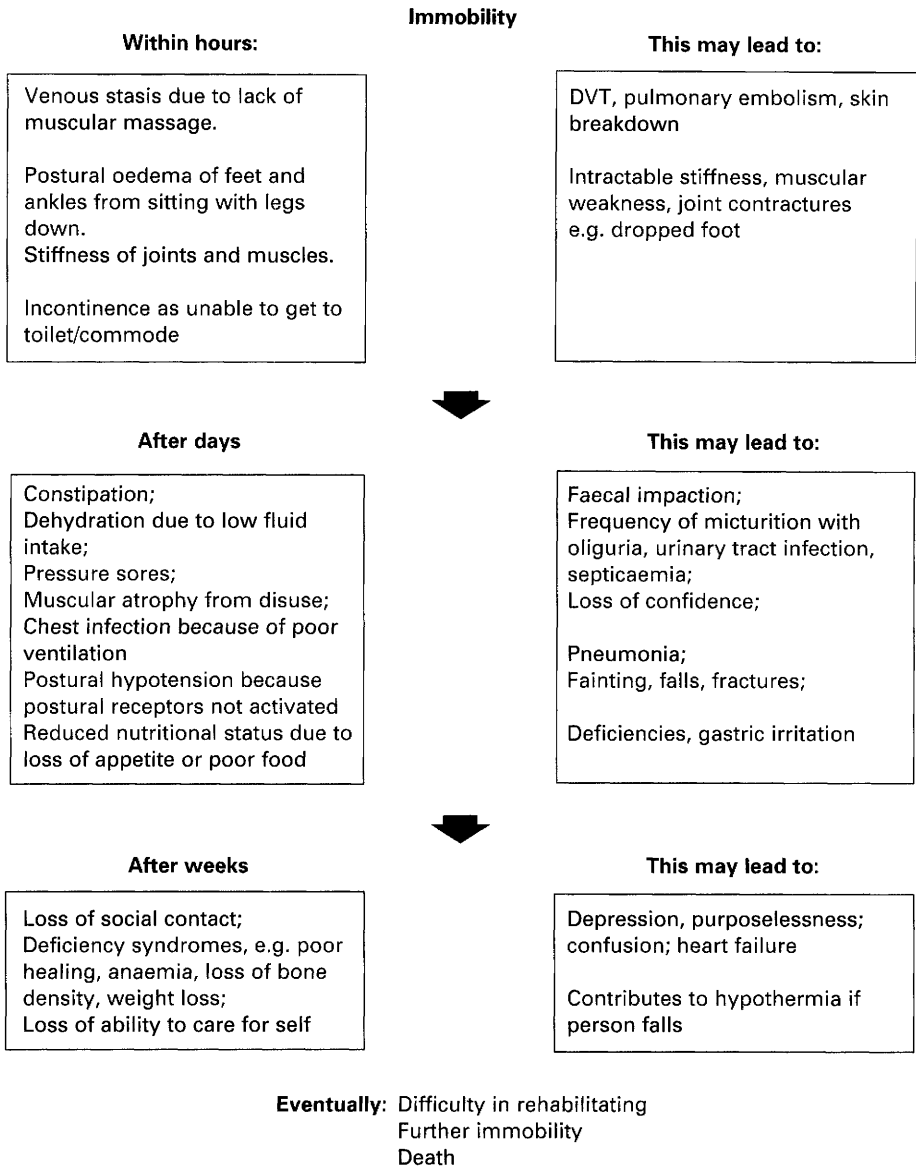 Immobility
Within hours:
This may lead to:
Venous stasis due to lack of
muscular massage.
Postural oedema of feet and
ankles from sitting with legs
down.
Stiffness of joints and muscles.
Incontinence as unable to get to
toilet/commode
DVT, pulmonary embolism, skin
breakdown
Intractable stiffness, muscular
weakness, joint contractures
e.g. dropped foot
After days
This may lead to:
Constipation;
Dehydration due to low fluid
intake;
Pressure sores;
Muscular atrophy from disuse;
Chest infection because of poor
ventilation
Postural hypotension because
postural receptors not activated
Reduced nutritional status due to
loss of appetite or poor food
Faecal impaction;
Frequency of micturition with
oliguria, urinary tract infection,
septicaemia;
Loss of confidence;
Pneumonia;
Fainting, falls, fractures;
Deficiencies, gastric irritation
After weeks
This may lead to:
Loss of social contact;
Deficiency syndromes, e.g. poor
healing, anaemia, loss of bone
density, weight loss;
Loss of ability to care for self
Depression, purposelessness;
confusion; heart failure
Contributes to hypothermia if
person falls
Eventually: Difficulty in rehabilitating
Further immobility
Death